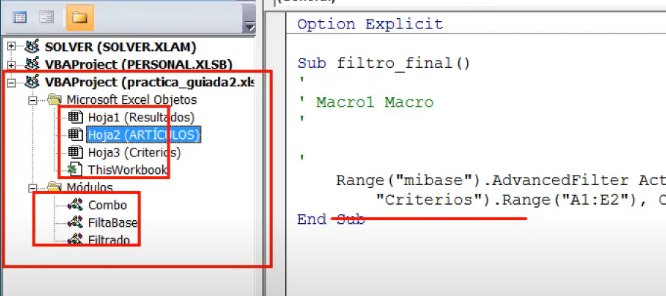 SOLVER (SOLVER.XLAM)
VBAProject (PERSONAL.XLSB)
VBAProject (practica_guiada2.xls
Microsoft Excel Objetos
Hoja1 (Resultados)
Hoja2 (ARTÍCULOS)
Hoja3 (Criterios)
ThisWorkbook
Módulos
Combo
FiltaBase
Filtrado
Option Explicit
Sub filtro_final()
'
' Macro1 Macro
'
'
Range("mibase").AdvancedFilter Act
"Criterios").Range("A1:E2"), C
End Sub